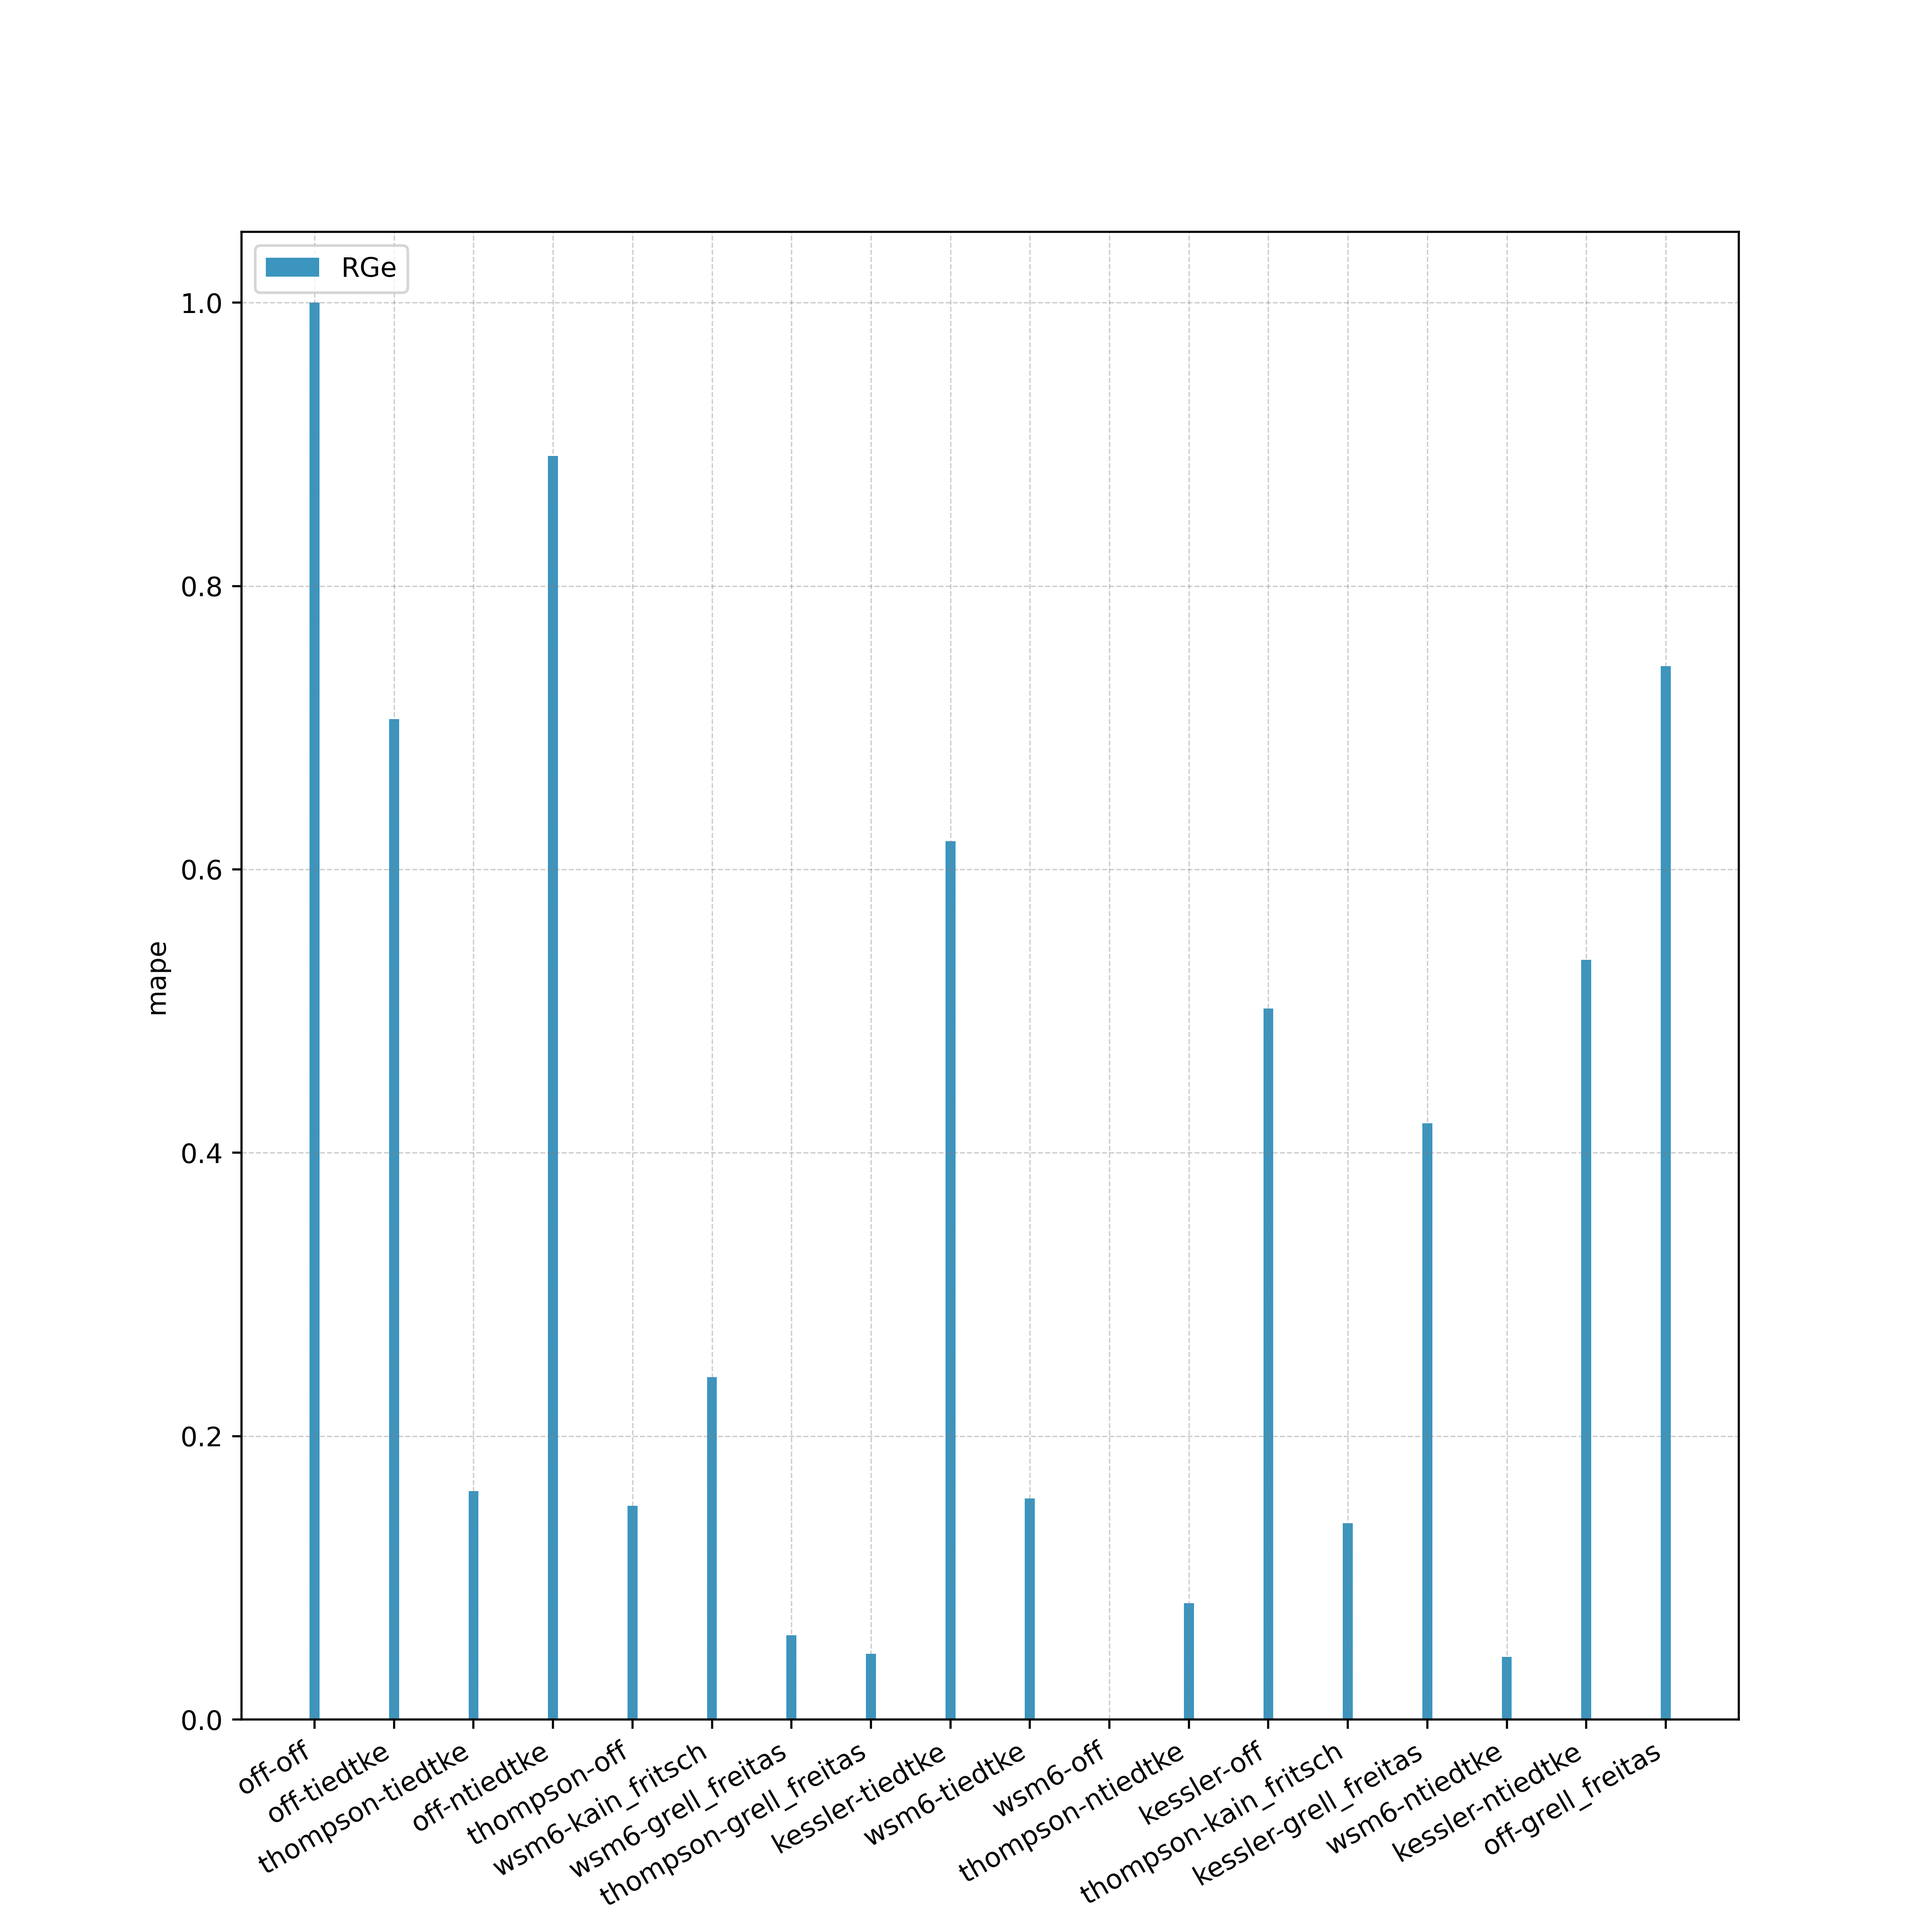 RGe
1.0
0.8
0.6
0.4
0.2
0.0
mape
off-off
off-tiedtke
thompson-tiedtke
off-ntiedtke
thompson-off
wsm6-kain_fritsch
wsm6-grell_freitas
thompson-grell_freitas
kessler-tiedtke
wsm6-tiedtke
wsm6-off
thompson-ntiedtke
kessler-off
thompson-kain_fritsch
kessler-grell_freitas
wsm6-ntiedtke
kessler-ntiedtke
off-grell_freitas